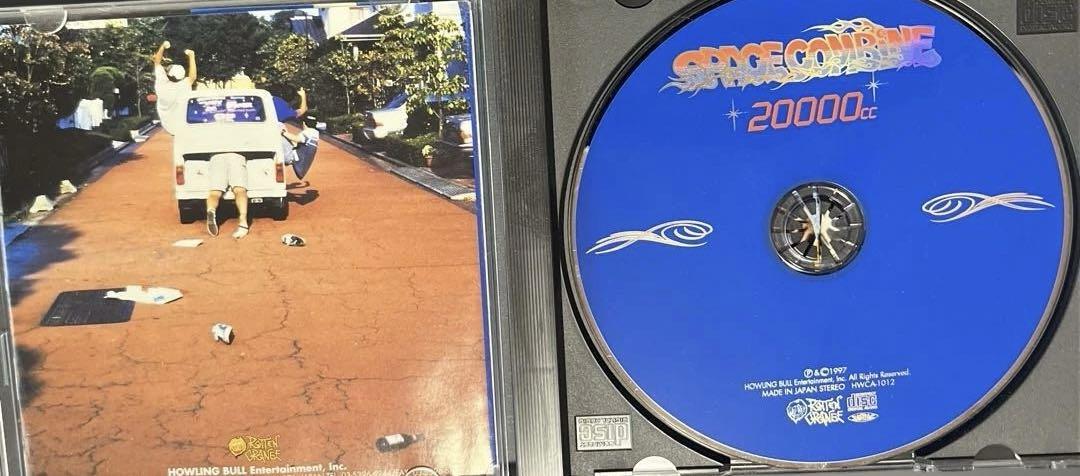 ROTTEN
ORANGE
HOWLING BULL Entertainment, Inc.
SPACE COMBINE
20000cc
℗&©1997
HOWLING BULL Entertainment, Inc. All Rights Reserved.
MADE IN JAPAN STEREO HWCA-1012
ROTTEN
ORANGE
disc